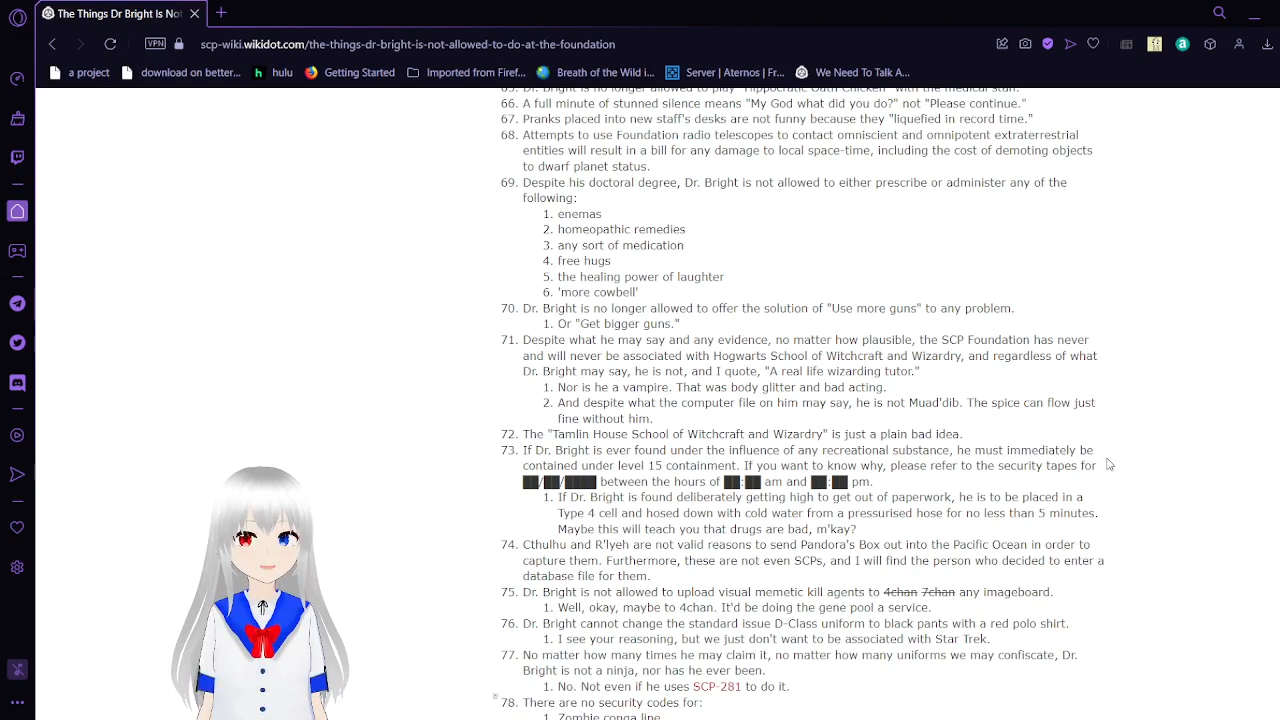 The Things Dr Bright Is Not
scp-wiki.wikidot.com/the-things-dr-bright-is-not-allowed-to-do-at-the-foundation
VPN
a project
download on better...
hulu
Getting Started
Imported from Firef...
Breath of the Wild i...
Server | Aternos | Fr...
We Need To Talk A...
65. Dr. Bright is no longer allowed to play "Hippocratic Oath Chicken" with the medical staff.
66. A full minute of stunned silence means "My God what did you do?" not "Please continue."
67. Pranks placed into new staff's desks are not funny because they "liquefied in record time."
68. Attempts to use Foundation radio telescopes to contact omniscient and omnipotent extraterrestrial
entities will result in a bill for any damage to local space-time, including the cost of demoting objects
to dwarf planet status.
69. Despite his doctoral degree, Dr. Bright is not allowed to either prescribe or administer any of the
following:
1. enemas
2. homeopathic remedies
3. any sort of medication
4. free hugs
5. the healing power of laughter
6. 'more cowbell'
70. Dr. Bright is no longer allowed to offer the solution of "Use more guns" to any problem.
1. Or "Get bigger guns."
71. Despite what he may say and any evidence, no matter how plausible, the SCP Foundation has never
and will never be associated with Hogwarts School of Witchcraft and Wizardry, and regardless of what
Dr. Bright may say, he is not, and I quote, "A real life wizarding tutor."
1. Nor is he a vampire. That was body glitter and bad acting.
2. And despite what the computer file on him may say, he is not Muad'dib. The spice can flow just
fine without him.
72. The "Tamlin House School of Witchcraft and Wizardry" is just a plain bad idea.
73. If Dr. Bright is ever found under the influence of any recreational substance, he must immediately be
contained under level 15 containment. If you want to know why, please refer to the security tapes for
██/██/████ between the hours of ██:██ am and ██:██ pm.
1. If Dr. Bright is found deliberately getting high to get out of paperwork, he is to be placed in a
Type 4 cell and hosed down with cold water from a pressurised hose for no less than 5 minutes.
Maybe this will teach you that drugs are bad, m'kay?
74. Cthulhu and R'lyeh are not valid reasons to send Pandora's Box out into the Pacific Ocean in order to
capture them. Furthermore, these are not even SCPs, and I will find the person who decided to enter a
database file for them.
75. Dr. Bright is not allowed to upload visual memetic kill agents to 4chan 7chan any imageboard.
1. Well, okay, maybe to 4chan. It'd be doing the gene pool a service.
76. Dr. Bright cannot change the standard issue D-Class uniform to black pants with a red polo shirt.
1. I see your reasoning, but we just don't want to be associated with Star Trek.
77. No matter how many times he may claim it, no matter how many uniforms we may confiscate, Dr.
Bright is not a ninja, nor has he ever been.
1. No. Not even if he uses SCP-281 to do it.
78. There are no security codes for:
1. Zombie conga line